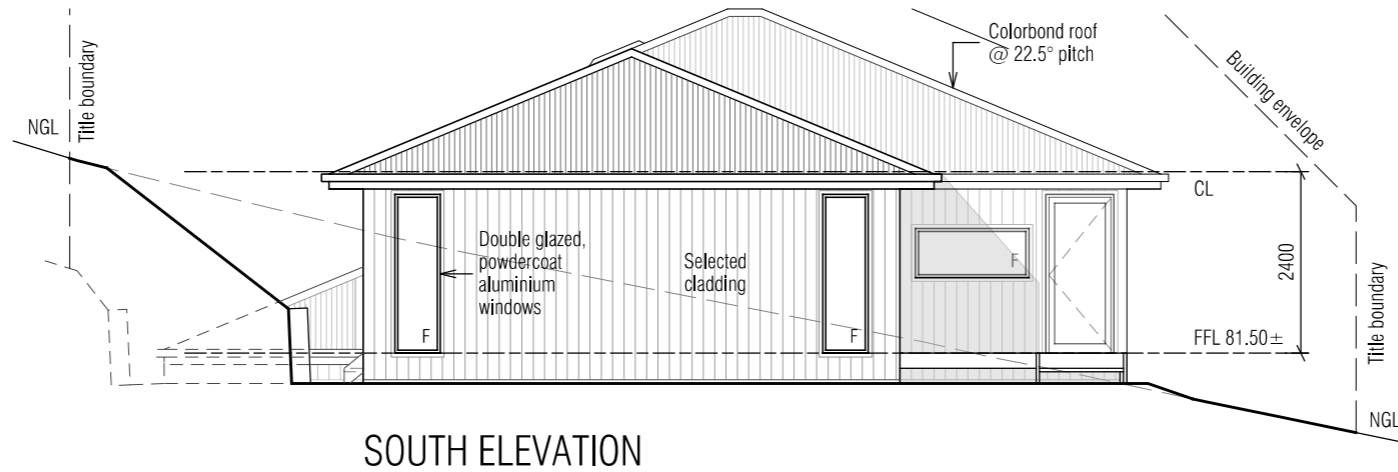 Colorbond roof
@ 22.5° pitch
Building envelope
Title boundary
NGL
CL
Double glazed,
powdercoat
aluminium
windows
Selected
cladding
F
F
F
2400
FFL 81.50±
Title boundary
NGL
SOUTH ELEVATION